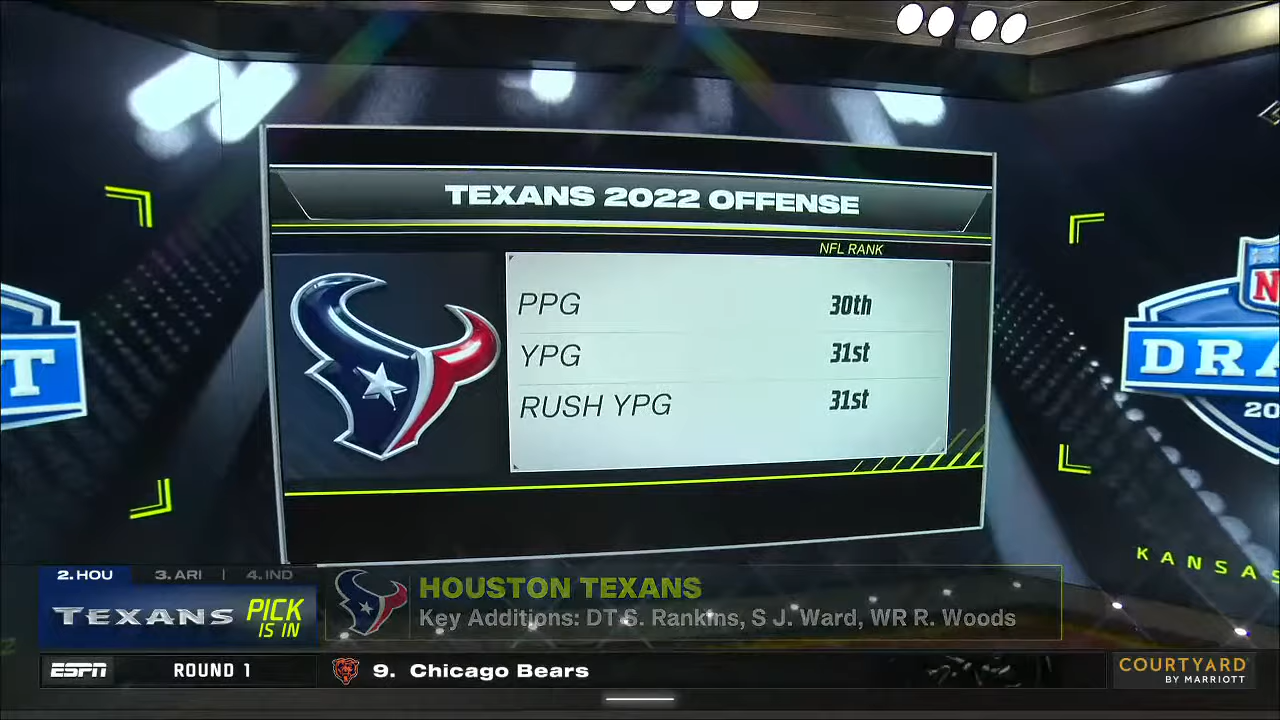 TEXANS 2022 OFFENSE
NFL RANK
PPG 30th
YPG 31st
RUSH YPG 31st
T
DRA
20
KANSAS
2. HOU 3. ARI | 4. IND
TEXANS PICK IS IN
HOUSTON TEXANS
Key Additions: DT S. Rankins, S J. Ward, WR R. Woods
ESPN ROUND 1 9. Chicago Bears
COURTYARD
BY MARRIOTT